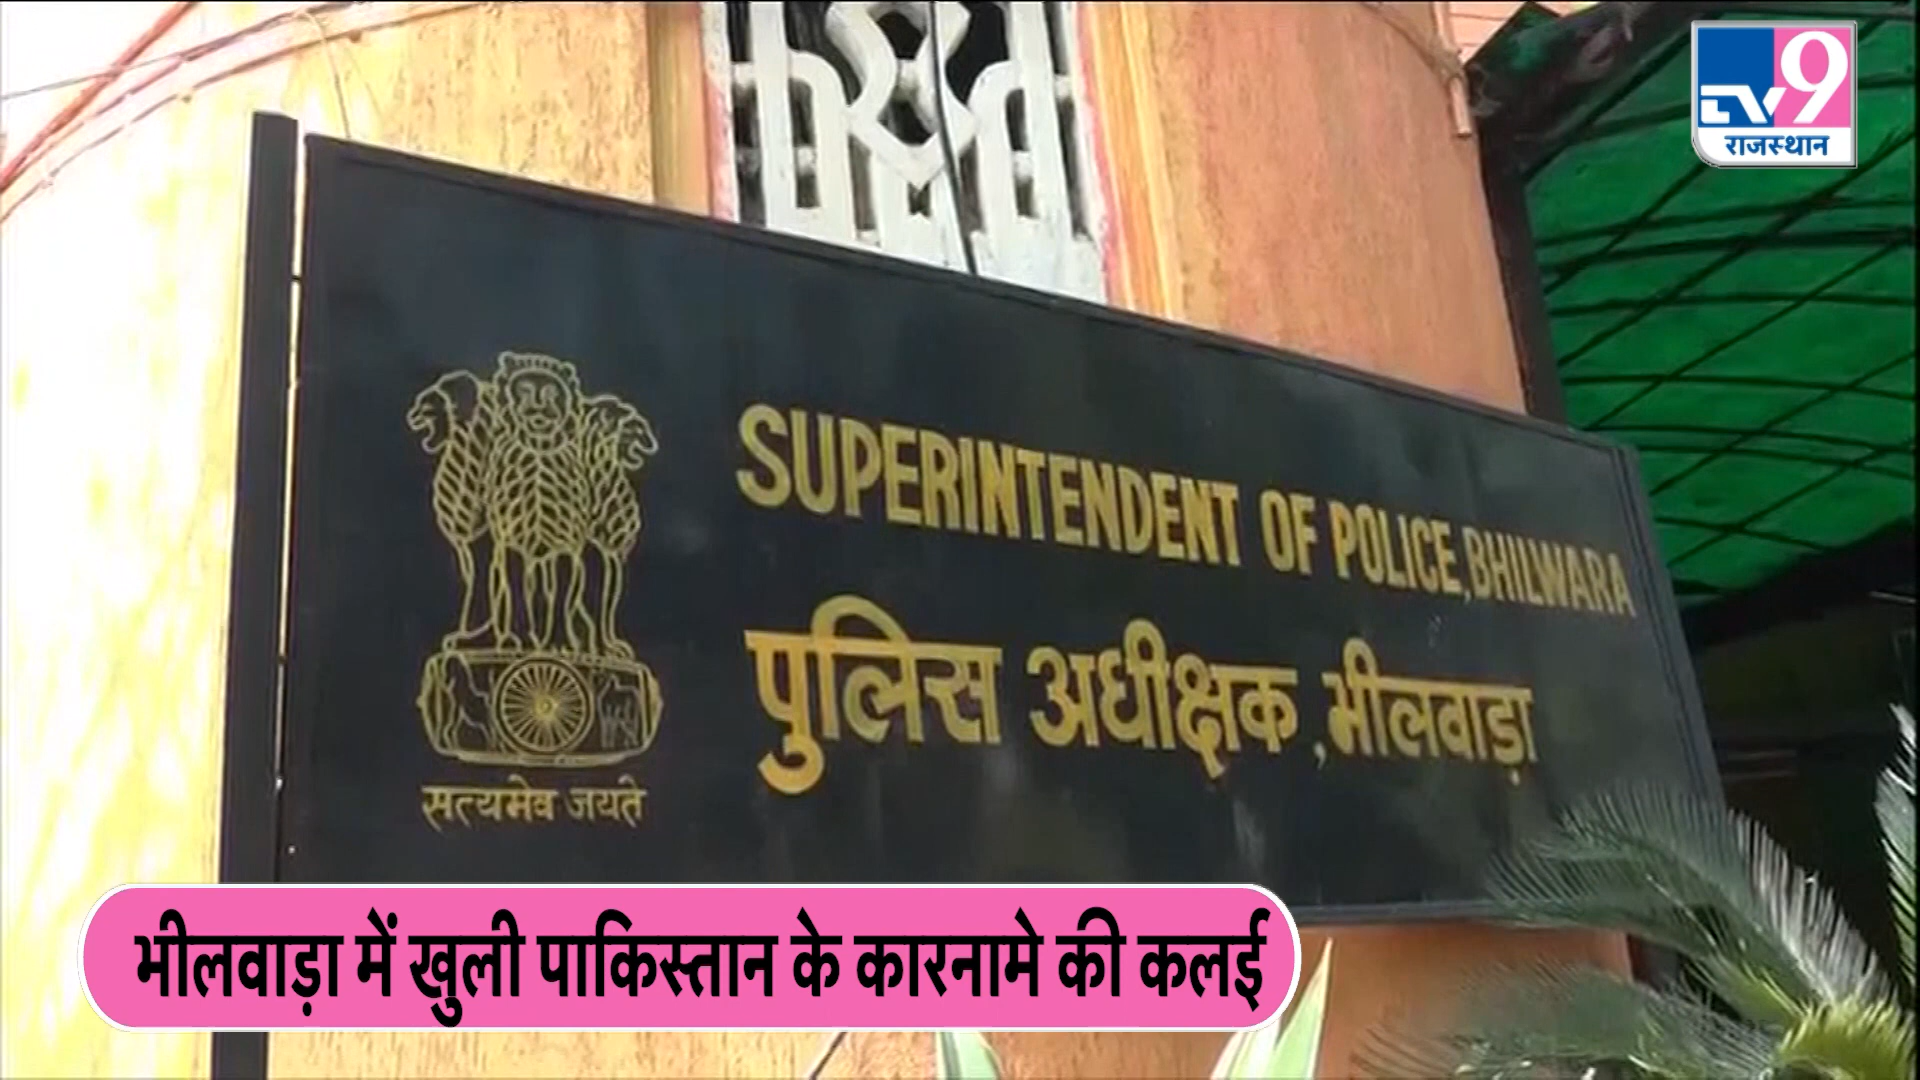 TV9
राजस्थान
SUPERINTENDENT OF POLICE, BHILWARA
पुलिस अधीक्षक, भीलवाड़ा
सत्यमेव जयते
भीलवाड़ा में खुली पाकिस्तान के कारनामे की कलई